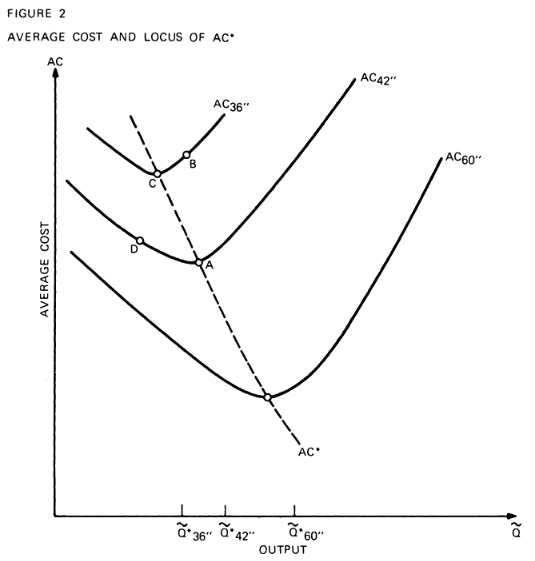 FIGURE 2
AVERAGE COST AND LOCUS OF AC*
AC
AC36"
AC42"
AC60"
B
C
D
A
AVERAGE COST
AC*
Q̃*36" Q̃*42" Q̃*60" Q̃
OUTPUT